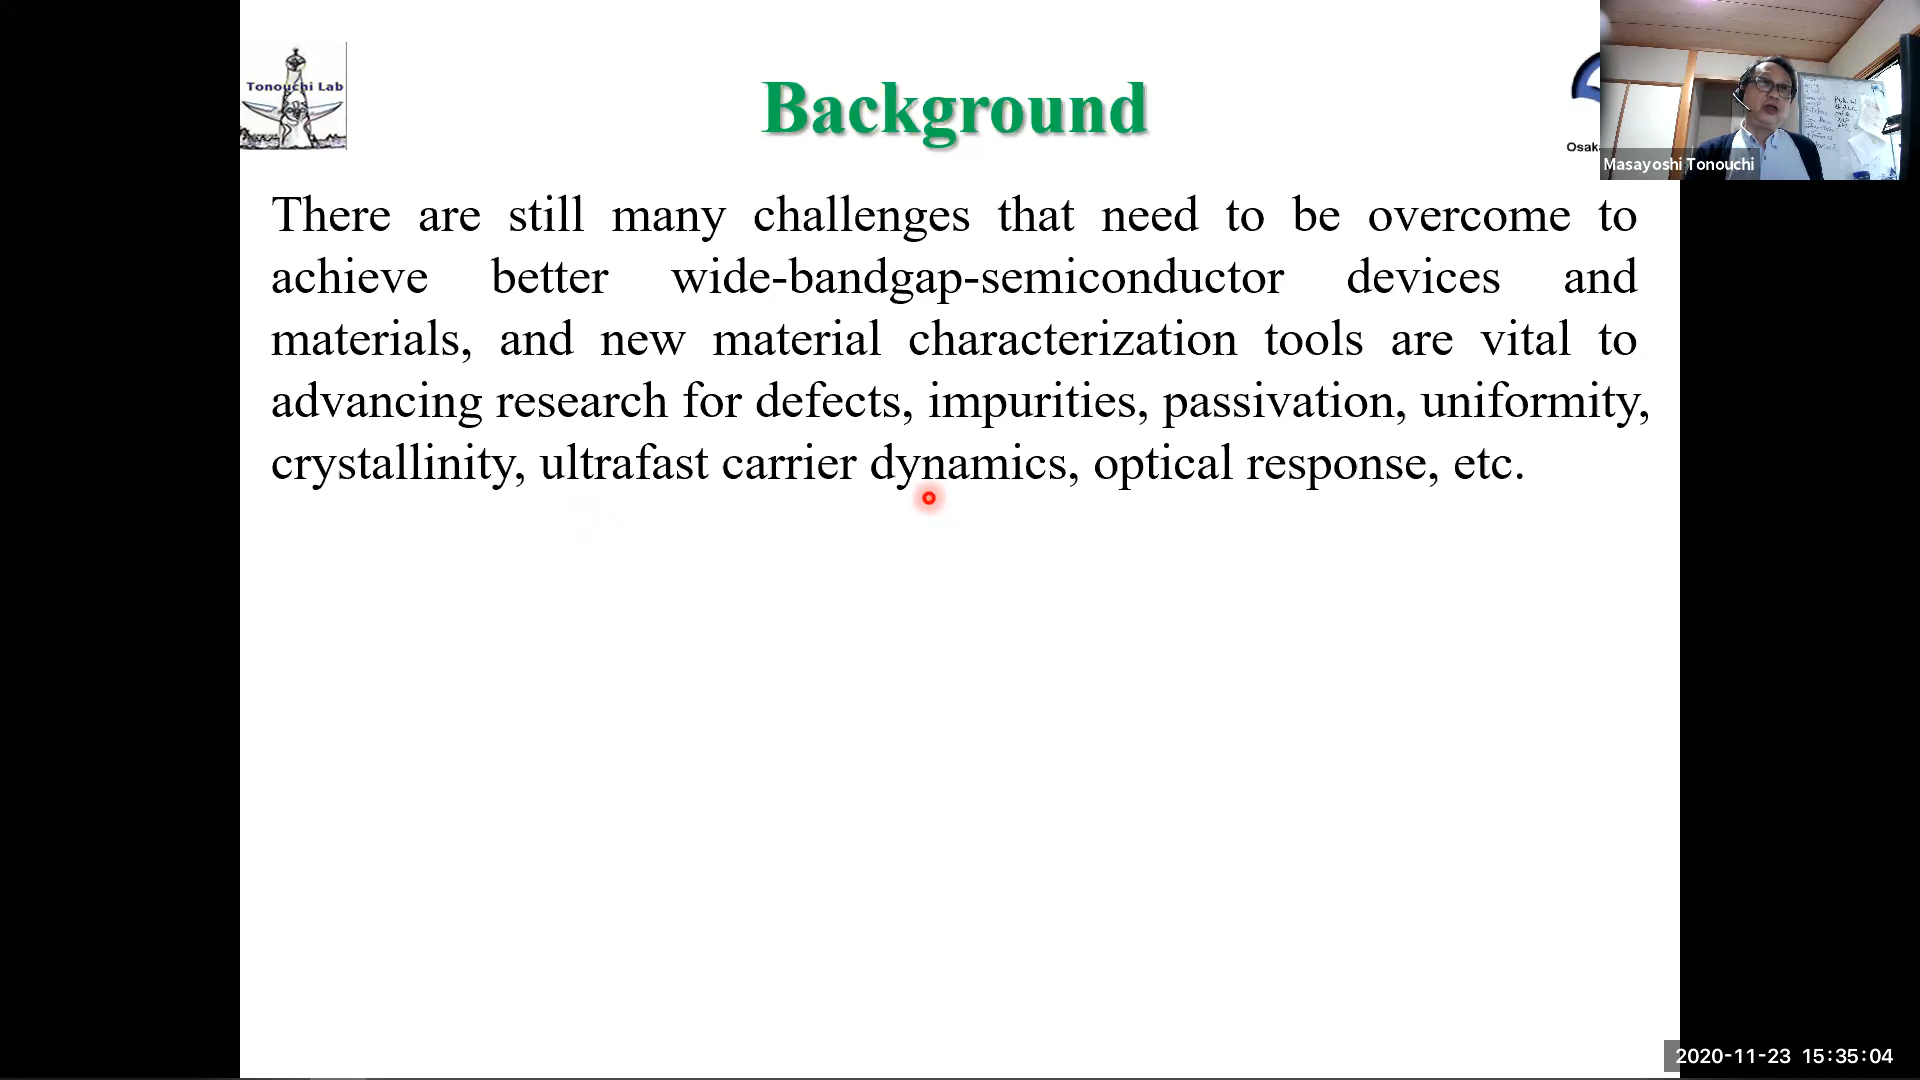 Tonouchi Lab
Background
Osaka
Masayoshi Tonouchi
There are still many challenges that need to be overcome to
achieve better wide-bandgap-semiconductor devices and
materials, and new material characterization tools are vital to
advancing research for defects, impurities, passivation, uniformity,
crystallinity, ultrafast carrier dynamics, optical response, etc.
2020-11-23 15:35:04